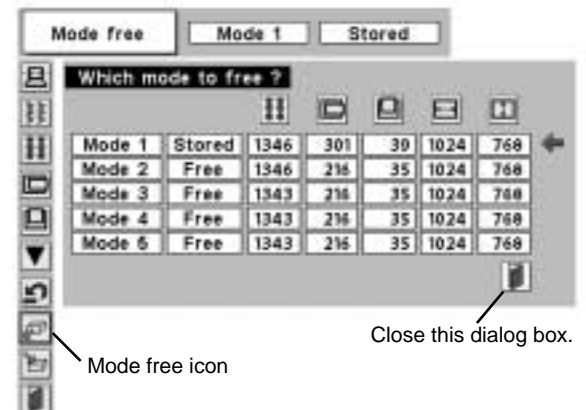 Mode free Mode 1 Stored
Which mode to free ?
Mode 1 Stored 1346 301 39 1024 768
Mode 2 Free 1346 216 35 1024 768
Mode 3 Free 1343 216 35 1024 768
Mode 4 Free 1343 216 35 1024 768
Mode 5 Free 1343 216 35 1024 768
Close this dialog box.
Mode free icon